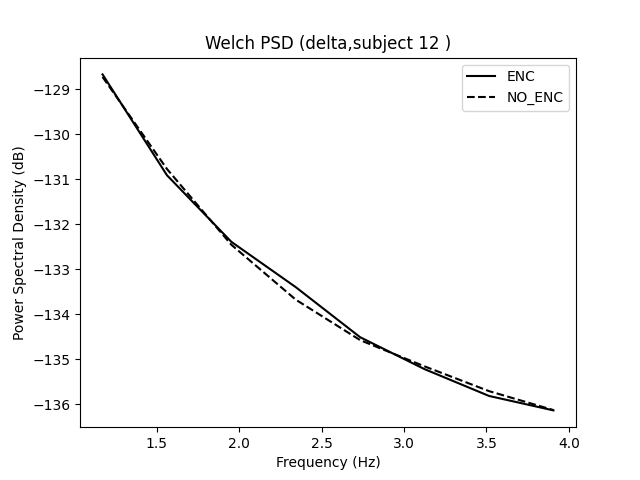 Welch PSD (delta,subject 12 )
ENC
NO_ENC
Power Spectral Density (dB)
−129
−130
−131
−132
−133
−134
−135
−136
1.5 2.0 2.5 3.0 3.5 4.0
Frequency (Hz)